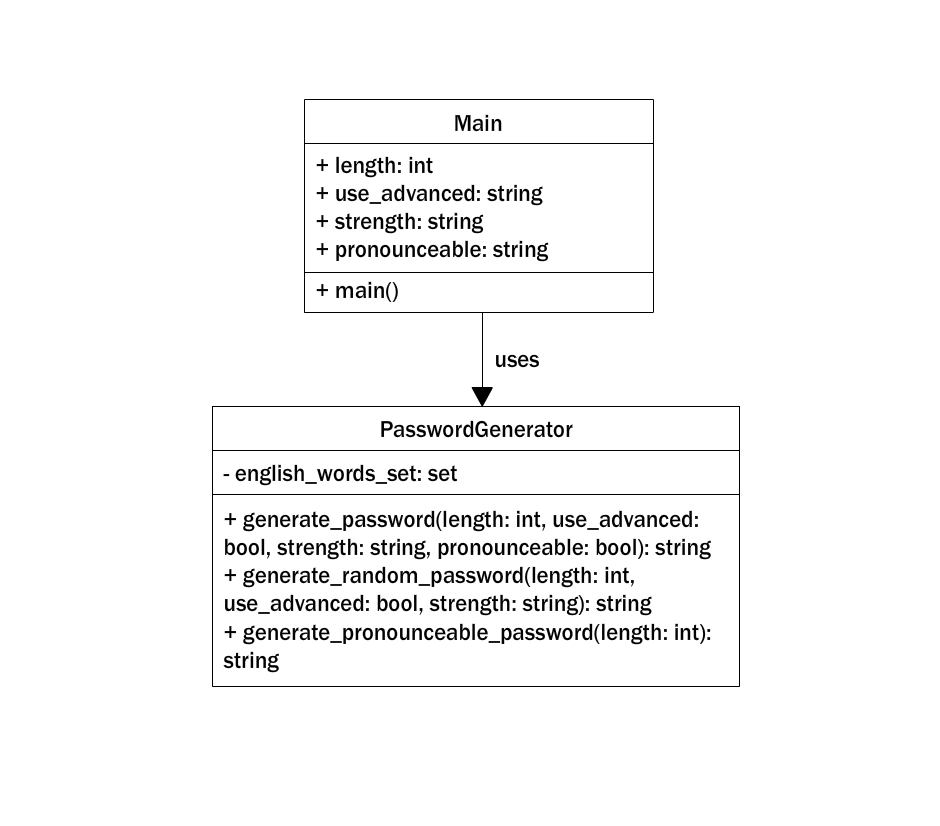 Main
+ length: int
+ use_advanced: string
+ strength: string
+ pronounceable: string
+ main()
uses
PasswordGenerator
- english_words_set: set
+ generate_password(length: int, use_advanced:
bool, strength: string, pronounceable: bool): string
+ generate_random_password(length: int,
use_advanced: bool, strength: string): string
+ generate_pronounceable_password(length: int):
string